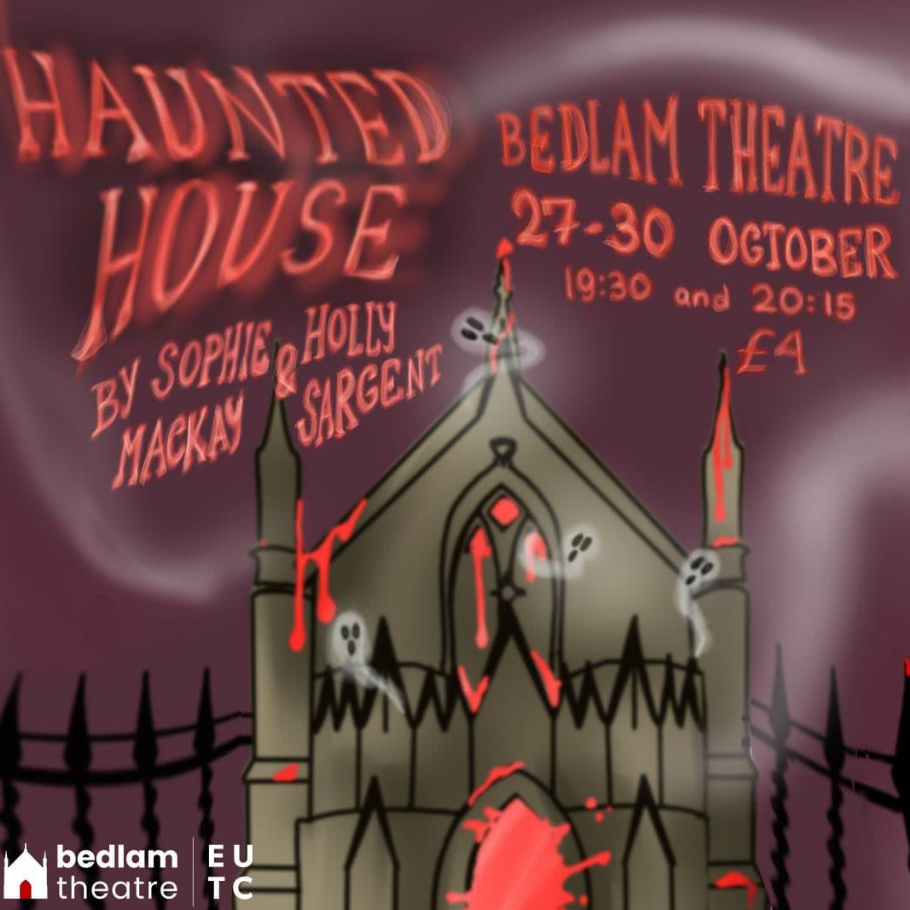 HAUNTED
HOUSE
BY SOPHIE & HOLLY
MACKAY SARGENT
BEDLAM THEATRE
27-30 OCTOBER
19:30 and 20:15
£4
bedlam
theatre
EU
TC